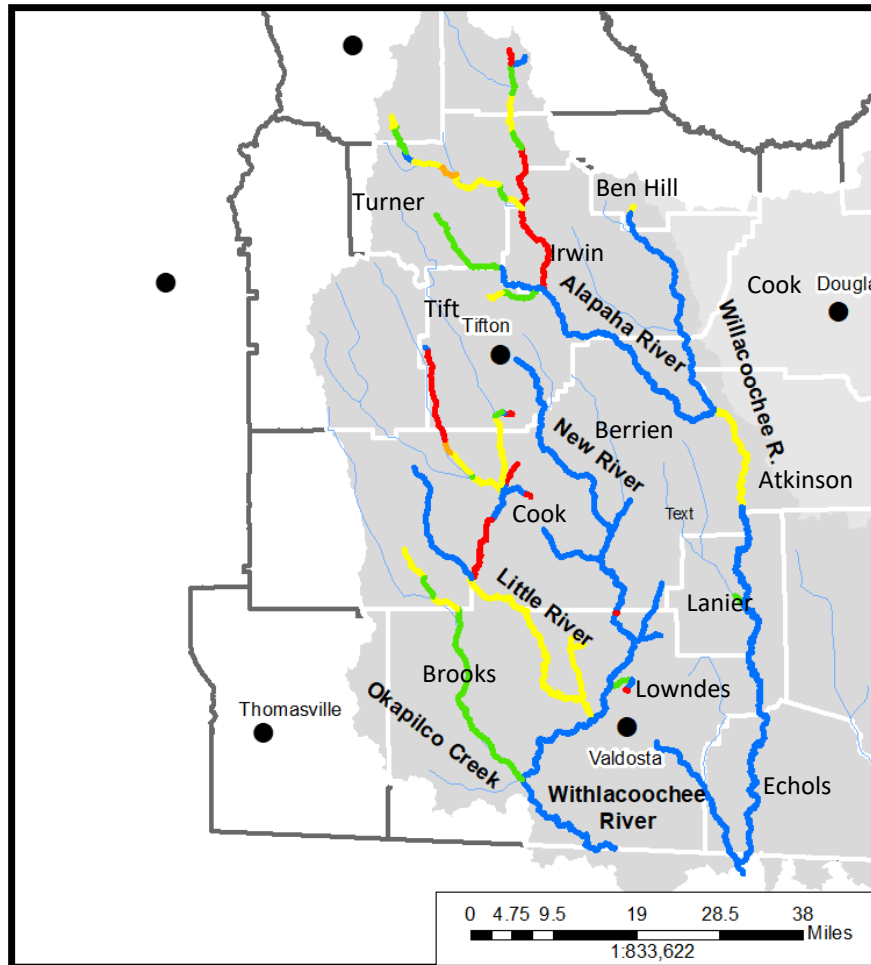 Ben Hill
Turner
Irwin
Cook
Dougla
Alapaha River
Willacoochee R.
Tift
Tifton
Berrien
New River
Atkinson
Text
Cook
Little River
Lanier
Brooks
Lowndes
Okapilco Creek
Thomasville
Valdosta
Echols
Withlacoochee
River
0 4.75 9.5 19 28.5 38
Miles
1:833,622